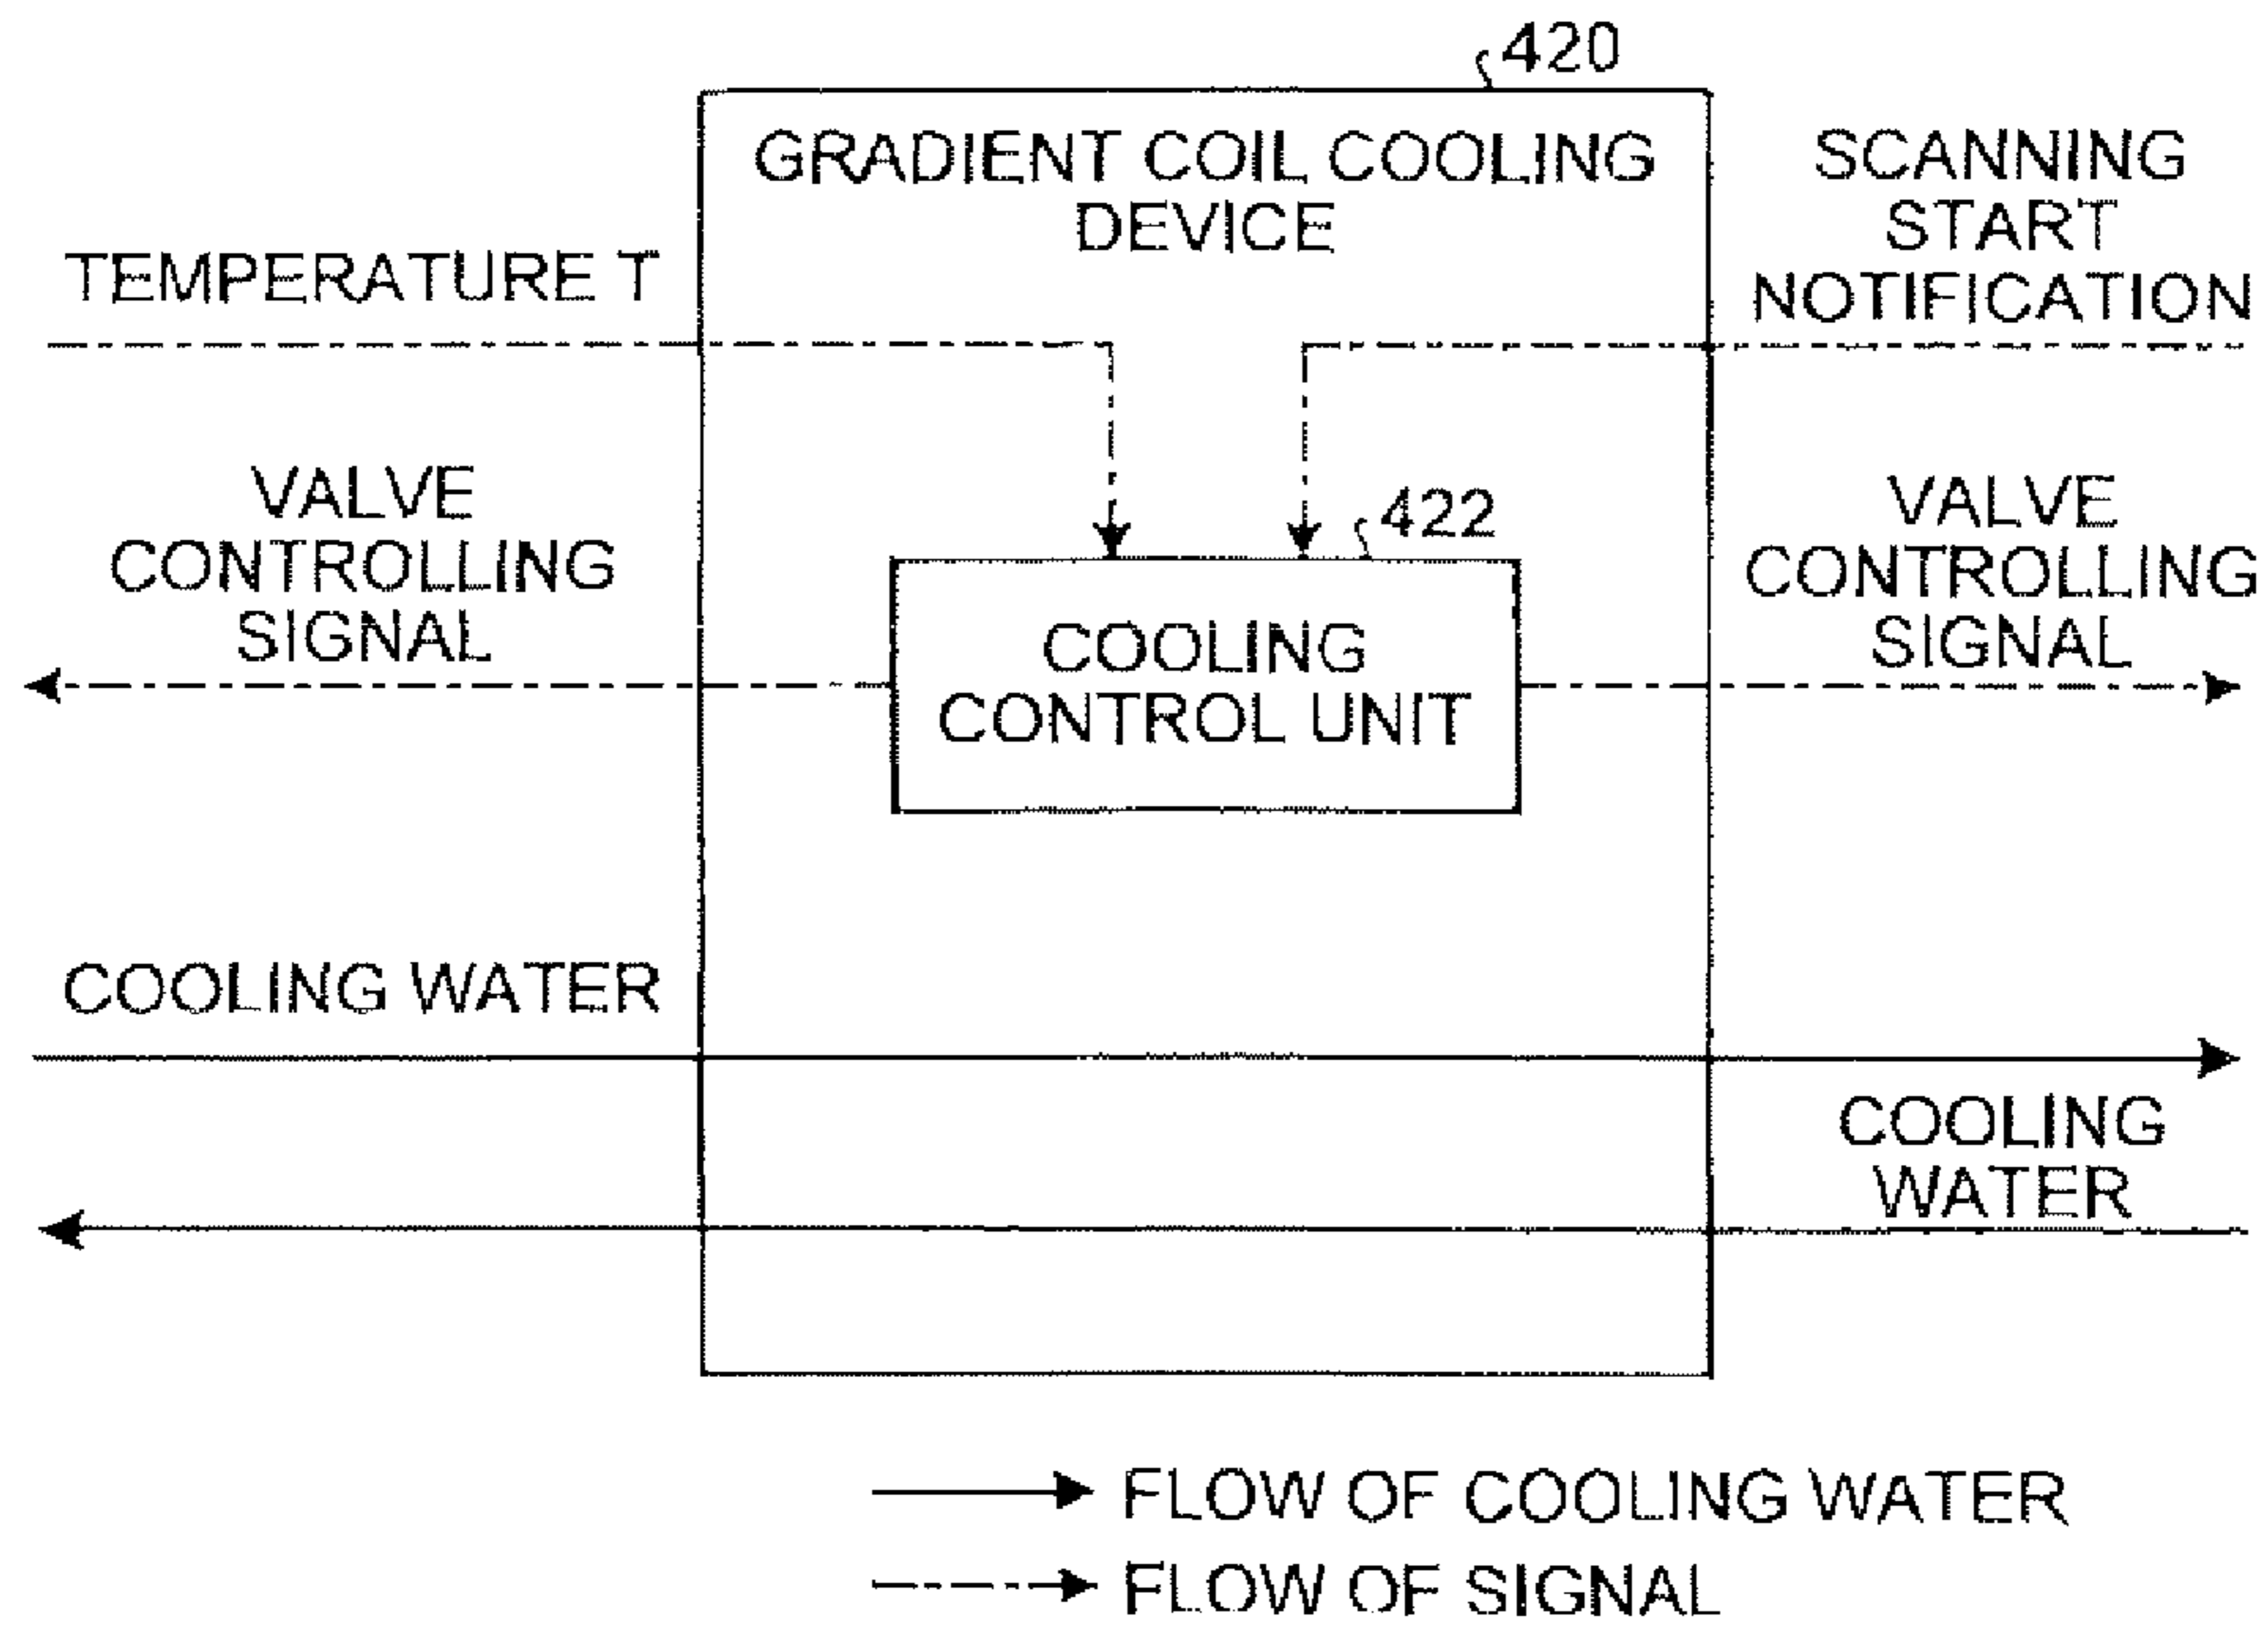 420
GRADIENT COIL COOLING
DEVICE
SCANNING
START
NOTIFICATION
TEMPERATURE T
VALVE
CONTROLLING
SIGNAL
422
COOLING
CONTROL UNIT
VALVE
CONTROLLING
SIGNAL
COOLING WATER
COOLING
WATER
FLOW OF COOLING WATER
FLOW OF SIGNAL